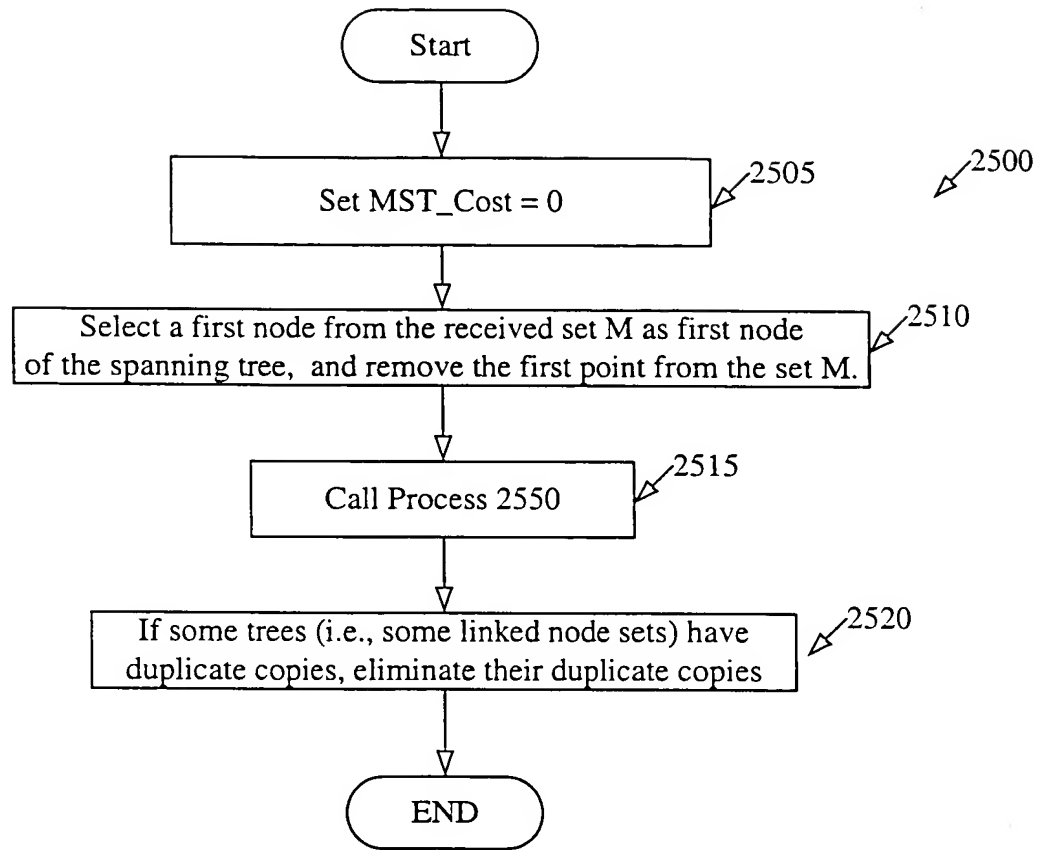 Start
2505
2500
Set MST_Cost = 0
2510
Select a first node from the received set M as first node
of the spanning tree, and remove the first point from the set M.
2515
Call Process 2550
2520
If some trees (i.e., some linked node sets) have
duplicate copies, eliminate their duplicate copies
END